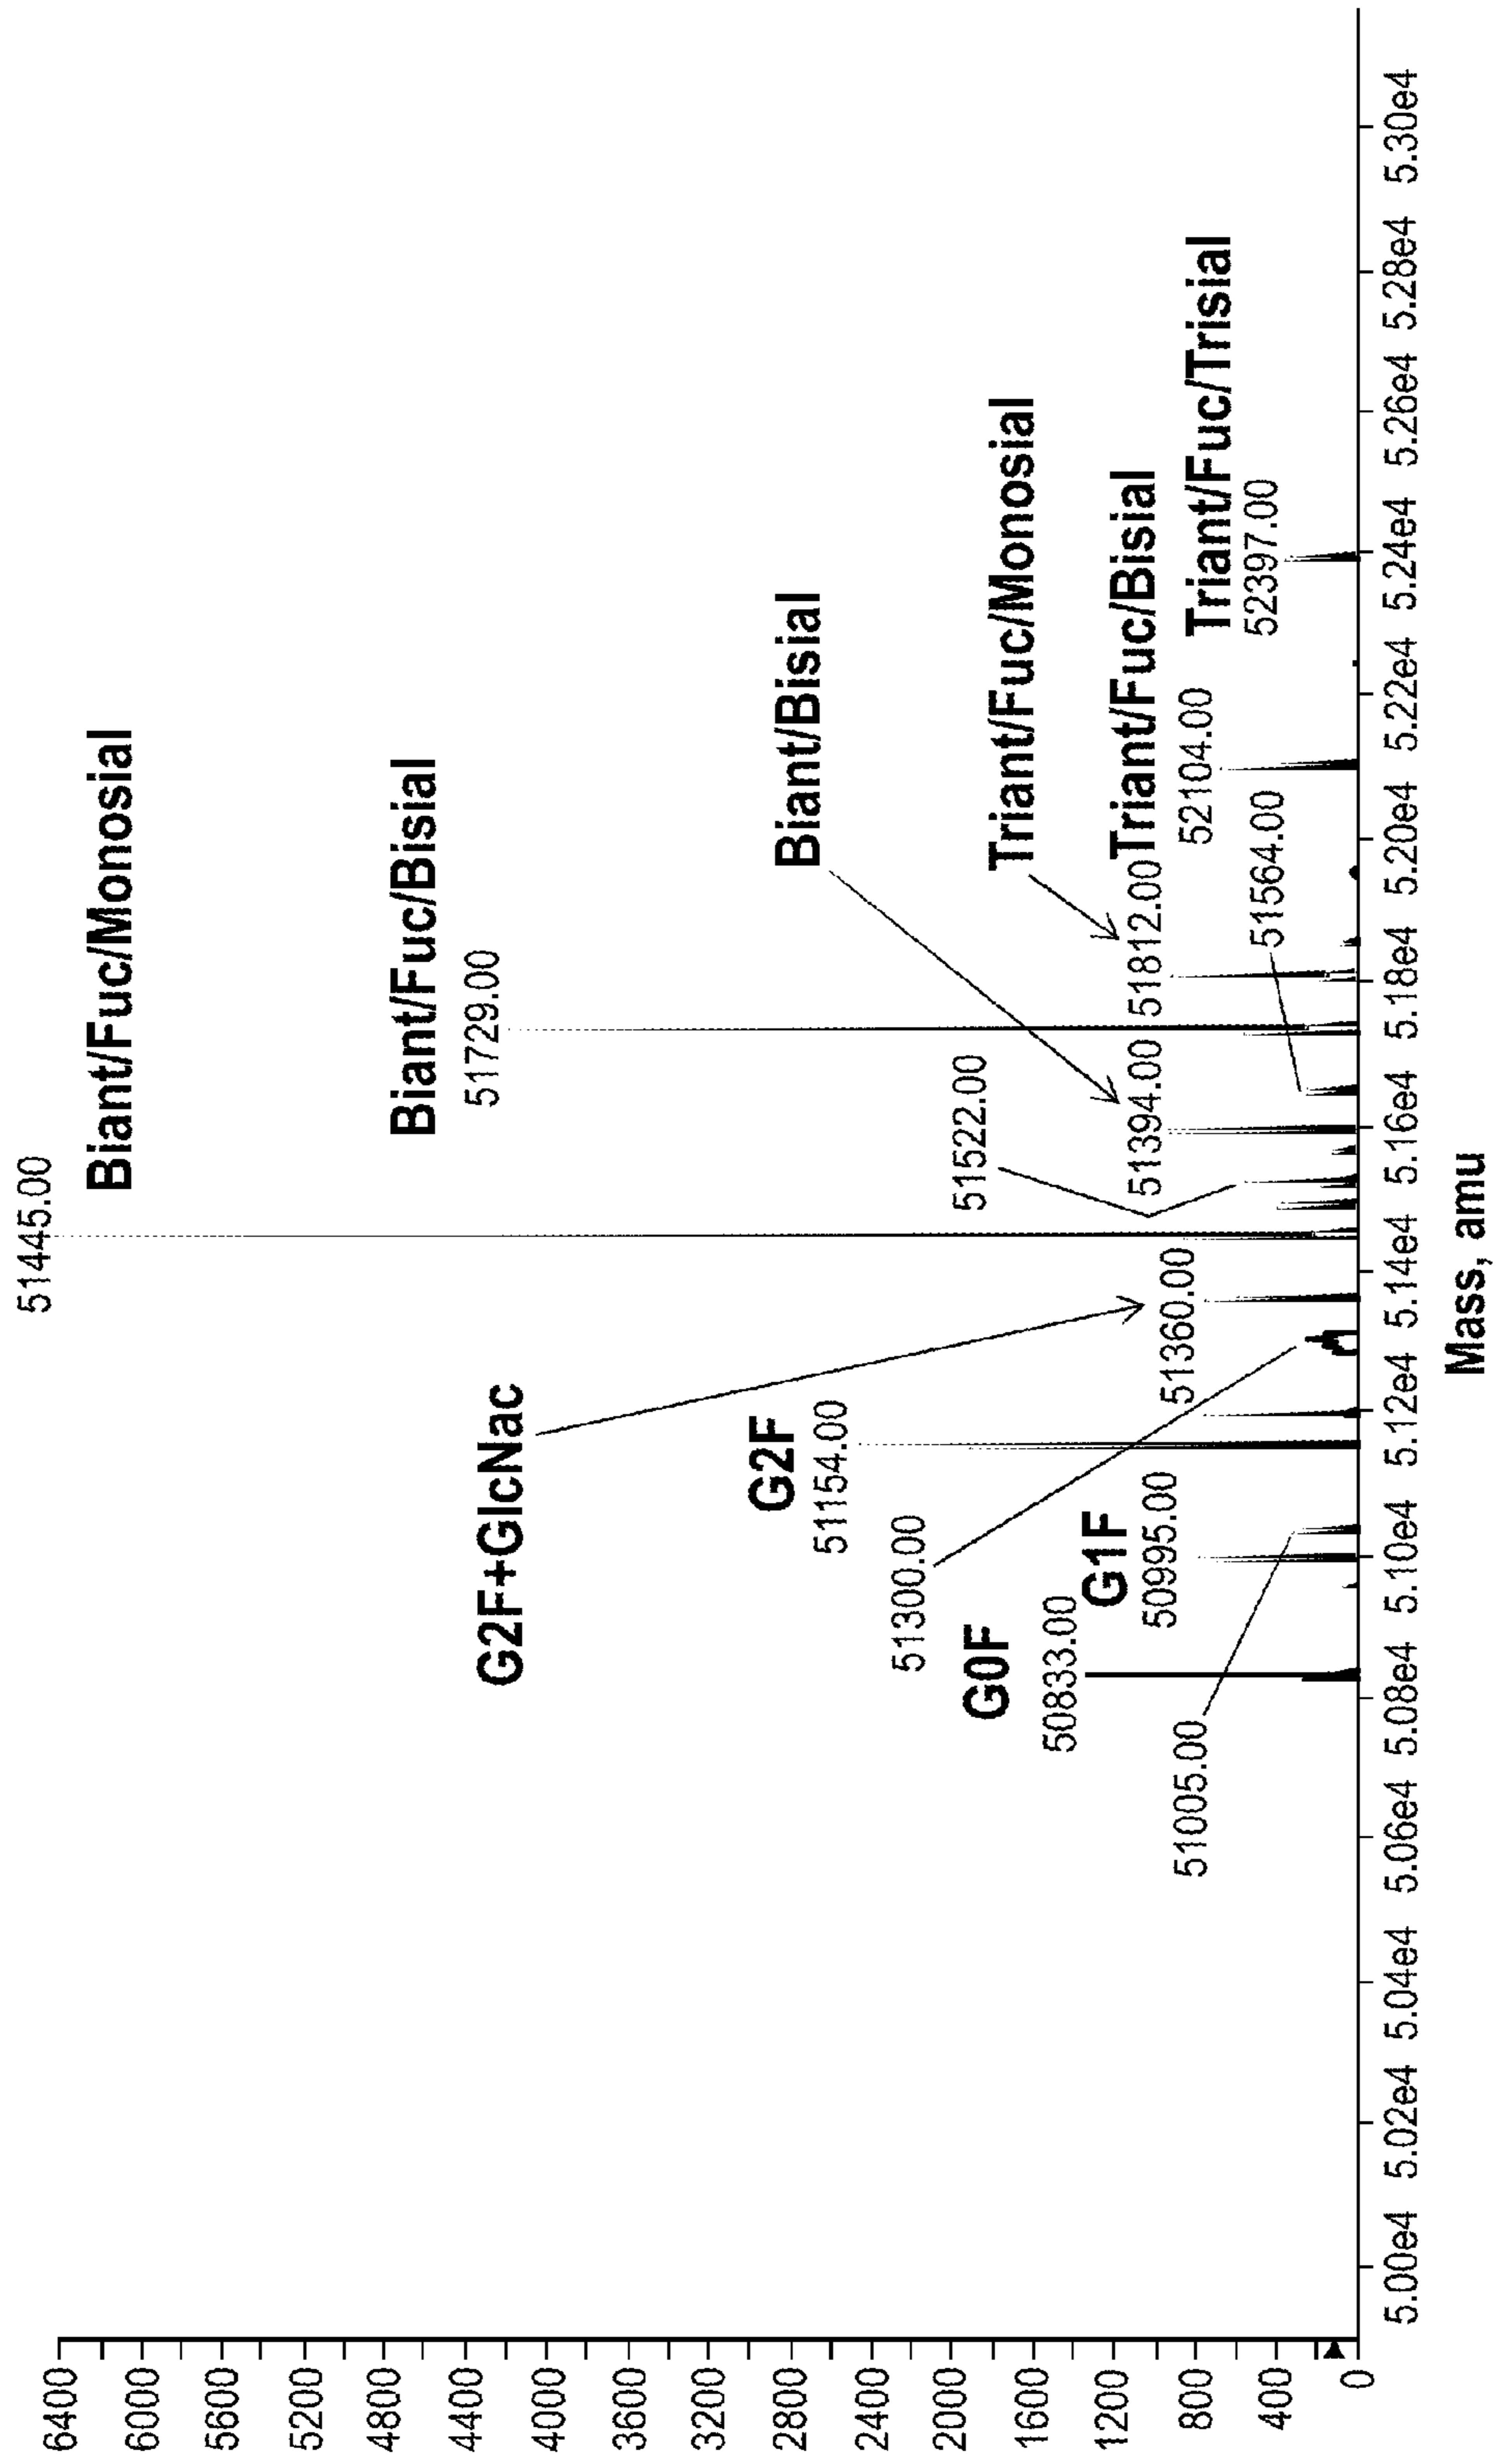 51445.00
Biant/Fuc/Monosial
Biant/Fuc/Bisial
51729.00
G2F+GlcNac
G2F
51154.00
Biant/Bisial
51300.00
51522.00
G0F
50833.00
Triant/Fuc/Monosial
G1F
50995.00
51394.00
51812.00
Triant/Fuc/Bisial
51360.00
52104.00
51005.00
Triant/Fuc/Trisial
52397.00
51564.00
6400
6000
5600
5200
4800
4400
4000
3600
3200
2800
2400
2000
1600
1200
800
400
0
5.00e4 5.02e4 5.04e4 5.06e4 5.08e4 5.10e4 5.12e4 5.14e4 5.16e4 5.18e4 5.20e4 5.22e4 5.24e4 5.26e4 5.28e4 5.30e4
Mass, amu